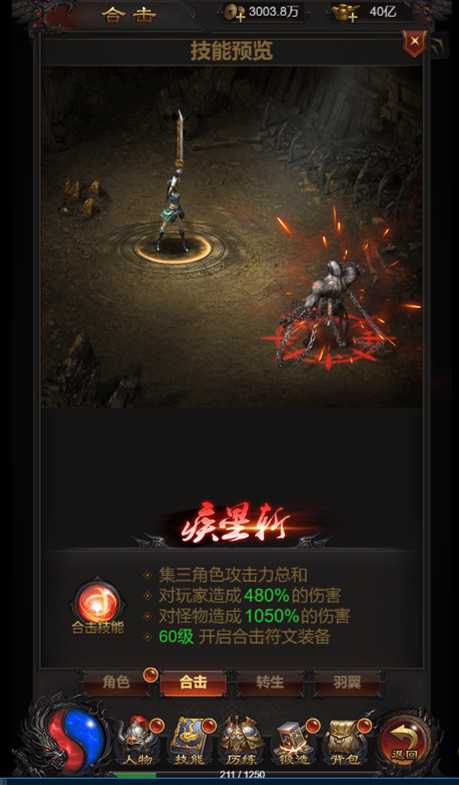 合击
3003.8万
40亿
技能预览
疾星斩
集三角色攻击力总和
对玩家造成480%的伤害
对怪物造成1050%的伤害
60级 开启合击符文装备
合击技能
角色
合击
转生
羽翼
人物
技能
历练
锻造
背包
返回
211 / 1250